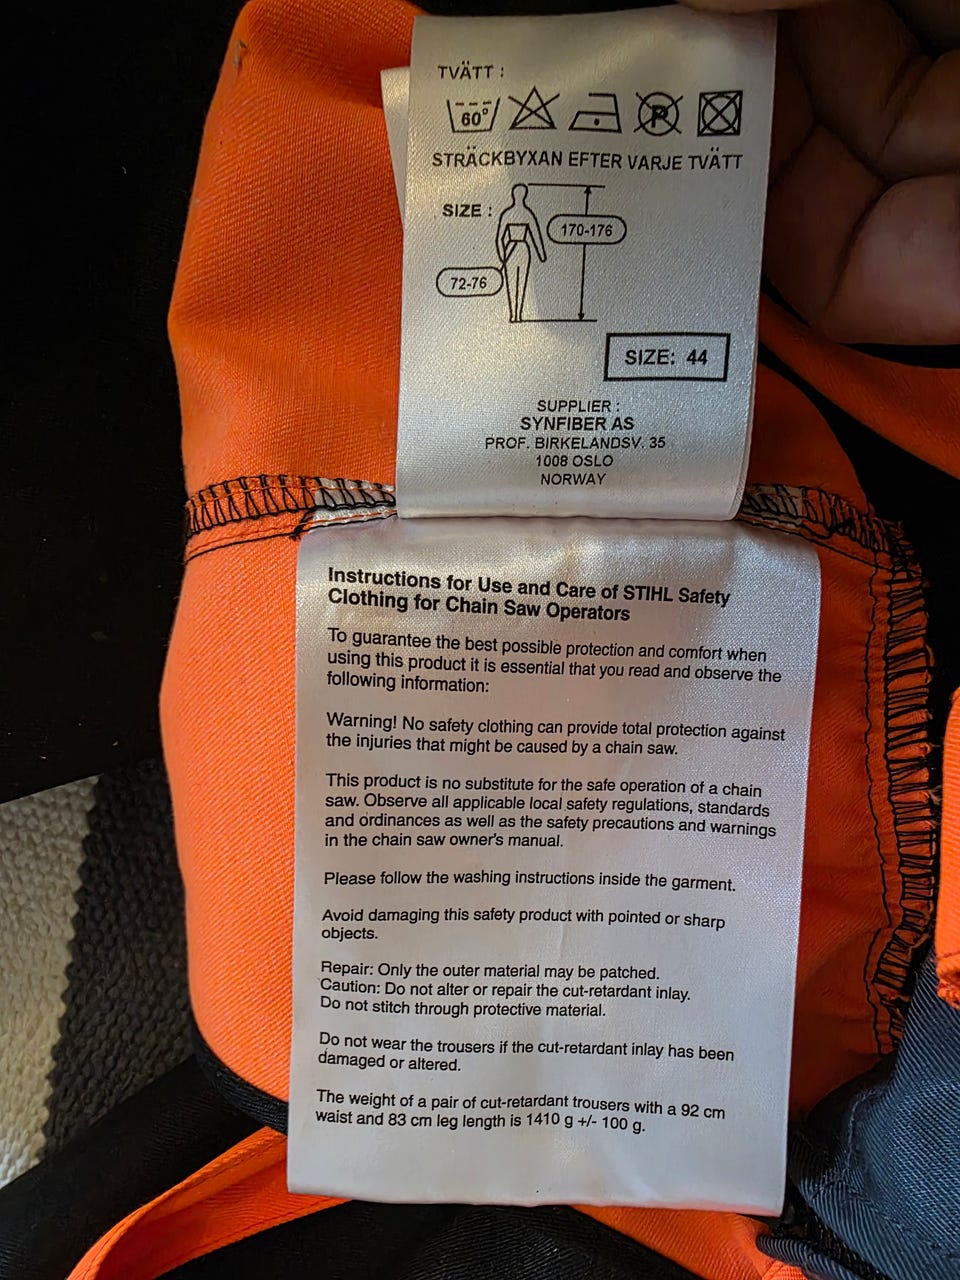 TVÄTT :
60°
P
STRÄCKBYXAN EFTER VARJE TVÄTT
SIZE :
170-176
72-76
SIZE: 44
SUPPLIER :
SYNFIBER AS
PROF. BIRKELANDSV. 35
1008 OSLO
NORWAY
Instructions for Use and Care of STIHL Safety
Clothing for Chain Saw Operators
To guarantee the best possible protection and comfort when
using this product it is essential that you read and observe the
following information:
Warning! No safety clothing can provide total protection against
the injuries that might be caused by a chain saw.
This product is no substitute for the safe operation of a chain
saw. Observe all applicable local safety regulations, standards
and ordinances as well as the safety precautions and warnings
in the chain saw owner's manual.
Please follow the washing instructions inside the garment.
Avoid damaging this safety product with pointed or sharp
objects.
Repair: Only the outer material may be patched.
Caution: Do not alter or repair the cut-retardant inlay.
Do not stitch through protective material.
Do not wear the trousers if the cut-retardant inlay has been
damaged or altered.
The weight of a pair of cut-retardant trousers with a 92 cm
waist and 83 cm leg length is 1410 g +/- 100 g.